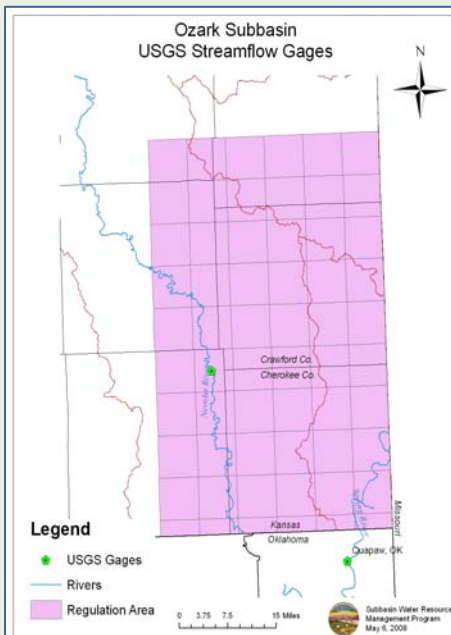 Ozark Subbasin
USGS Streamflow Gages
N
Crawford Co.
Cherokee Co.
Neosho River
Spring River
Missouri
Kansas
Oklahoma
Quapaw, OK
Legend
USGS Gages
Rivers
Regulation Area
0 3.75 7.5 15 Miles
Subbasin Water Resource
Management Program
May 6, 2008